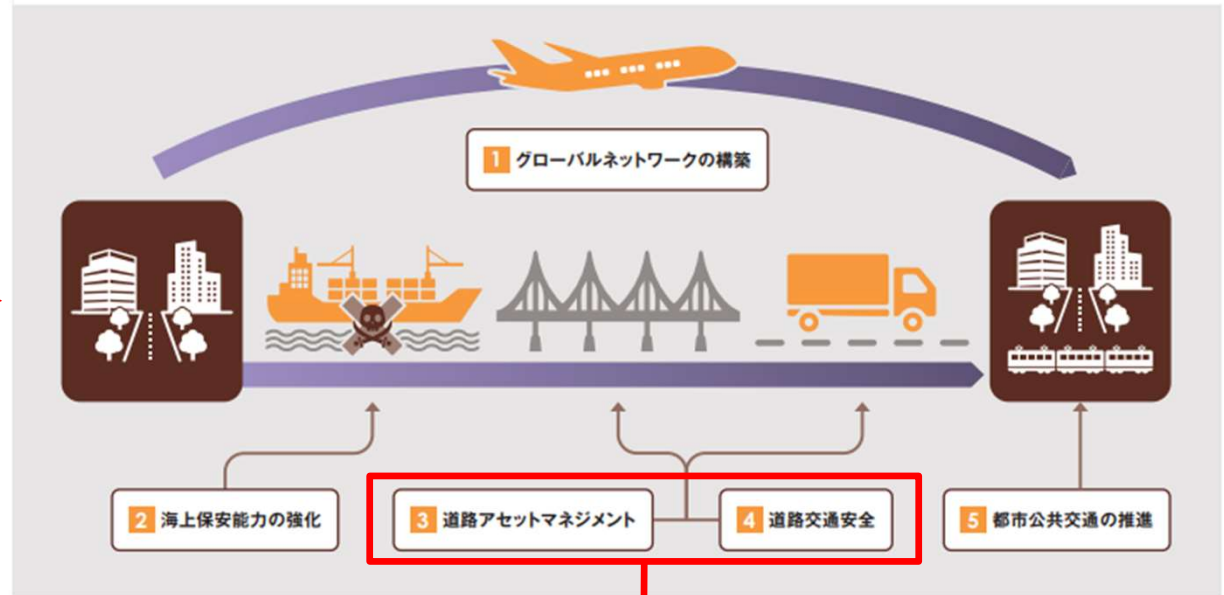 1 グローバルネットワークの構築
2 海上保安能力の強化
3 道路アセットマネジメント
4 道路交通安全
5 都市公共交通の推進